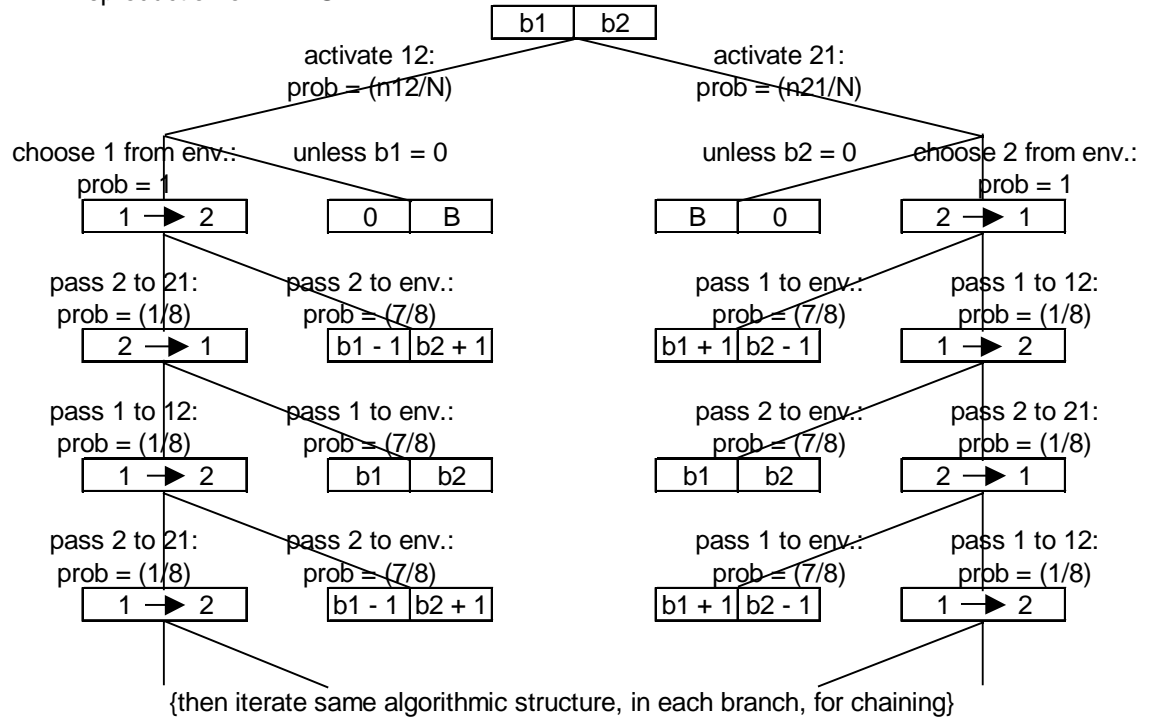 b1 b2
activate 12: activate 21:
prob = (n12/N) prob = (n21/N)
choose 1 from env.: unless b1 = 0 unless b2 = 0 choose 2 from env.:
prob = 1 prob = 1
1 → 2 0 B B 0 2 → 1
pass 2 to 21: pass 2 to env.: pass 1 to env.: pass 1 to 12:
prob = (1/8) prob = (7/8) prob = (7/8) prob = (1/8)
2 → 1 b1 - 1 b2 + 1 b1 + 1 b2 - 1 1 → 2
pass 1 to 12: pass 1 to env.: pass 2 to env.: pass 2 to 21:
prob = (1/8) prob = (7/8) prob = (7/8) prob = (1/8)
1 → 2 b1 b2 b1 b2 2 → 1
pass 2 to 21: pass 2 to env.: pass 1 to env.: pass 1 to 12:
prob = (1/8) prob = (7/8) prob = (7/8) prob = (1/8)
1 → 2 b1 - 1 b2 + 1 b1 + 1 b2 - 1 1 → 2
{then iterate same algorithmic structure, in each branch, for chaining}